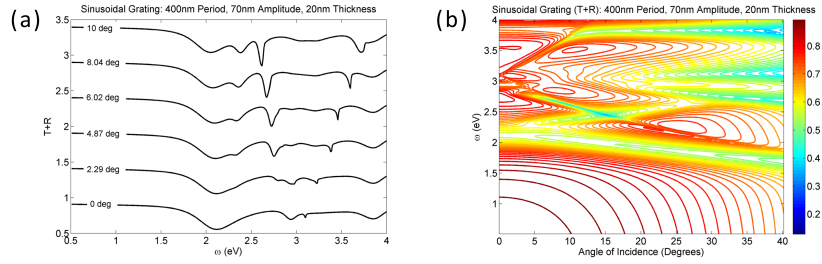 (a)
Sinusoidal Grating: 400nm Period, 70nm Amplitude, 20nm Thickness
4
3.5
3
2.5
2
1.5
1
0.5
T+R
10 deg
8.04 deg
6.02 deg
4.87 deg
2.29 deg
0 deg
0.5 1 1.5 2 2.5 3 3.5 4
ω (eV)
(b)
Sinusoidal Grating (T+R): 400nm Period, 70nm Amplitude, 20nm Thickness
4
3.5
3
2.5
2
1.5
1
ω (eV)
0 5 10 15 20 25 30 35 40
Angle of Incidence (Degrees)
0.8
0.7
0.6
0.5
0.4
0.3
0.2